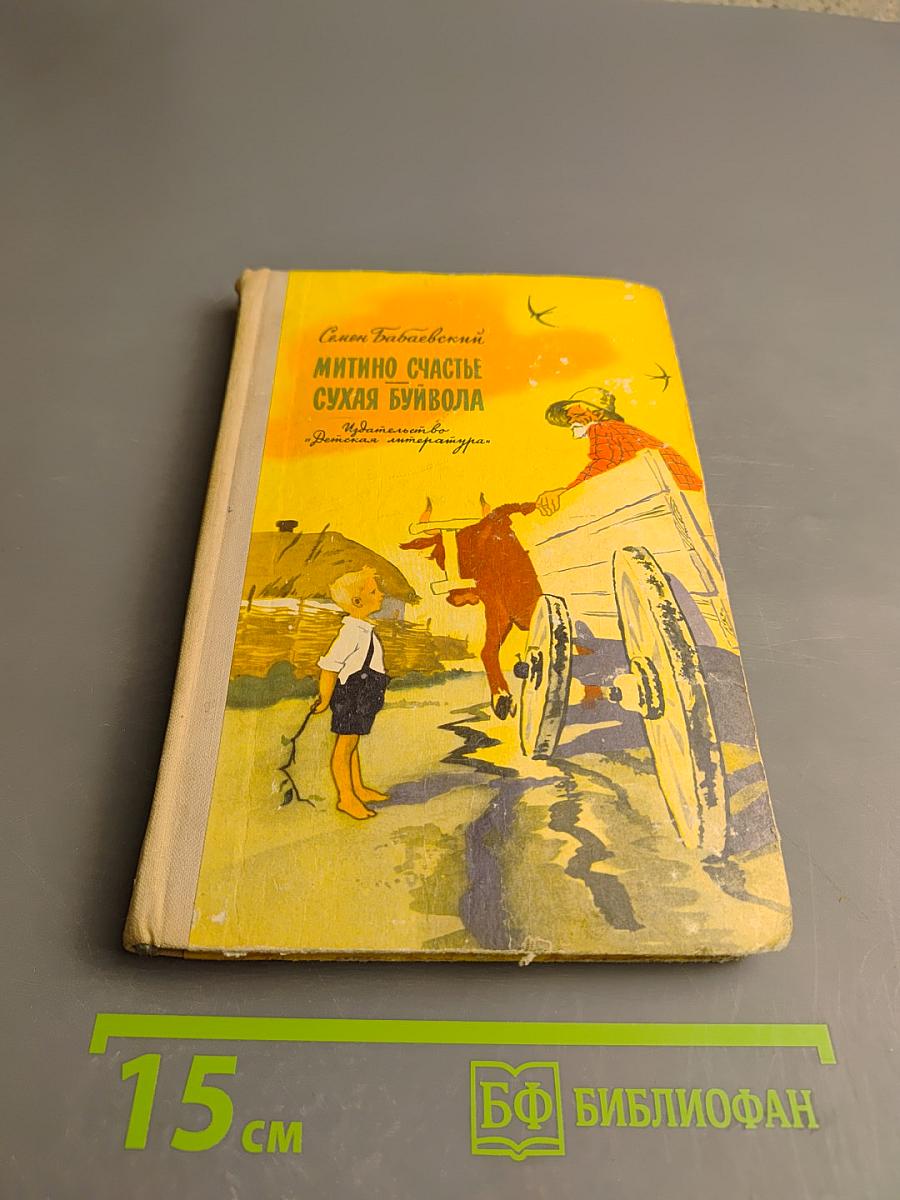 Семен Бабаевский
МИТИНО СЧАСТЬЕ
СУХАЯ БУЙВОЛА
Издательство
"Детская литература"
15 см
БФ БИБЛИОФАН